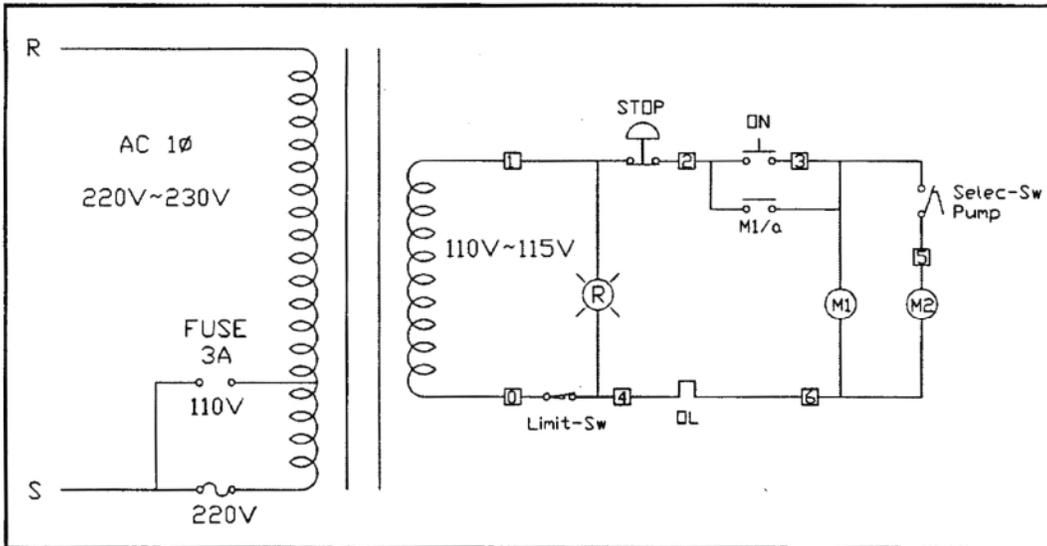 R
AC 1Ø
220V~230V
FUSE
3A
110V
S
220V
110V~115V
STOP
ON
1
2
3
M1/a
Selec-Sw
Pump
5
R
M1
M2
0
4
6
Limit-Sw
OL